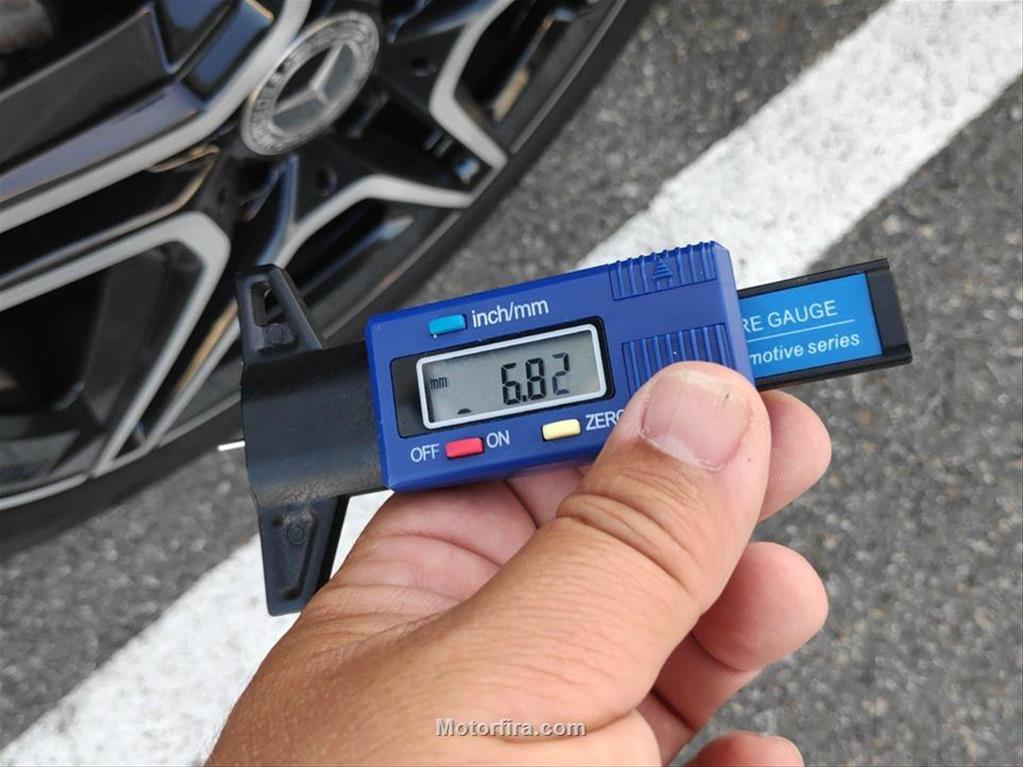 inch/mm
mm
6.82
OFF
ON
ZERO
RE GAUGE
motive series
Motorfira.com